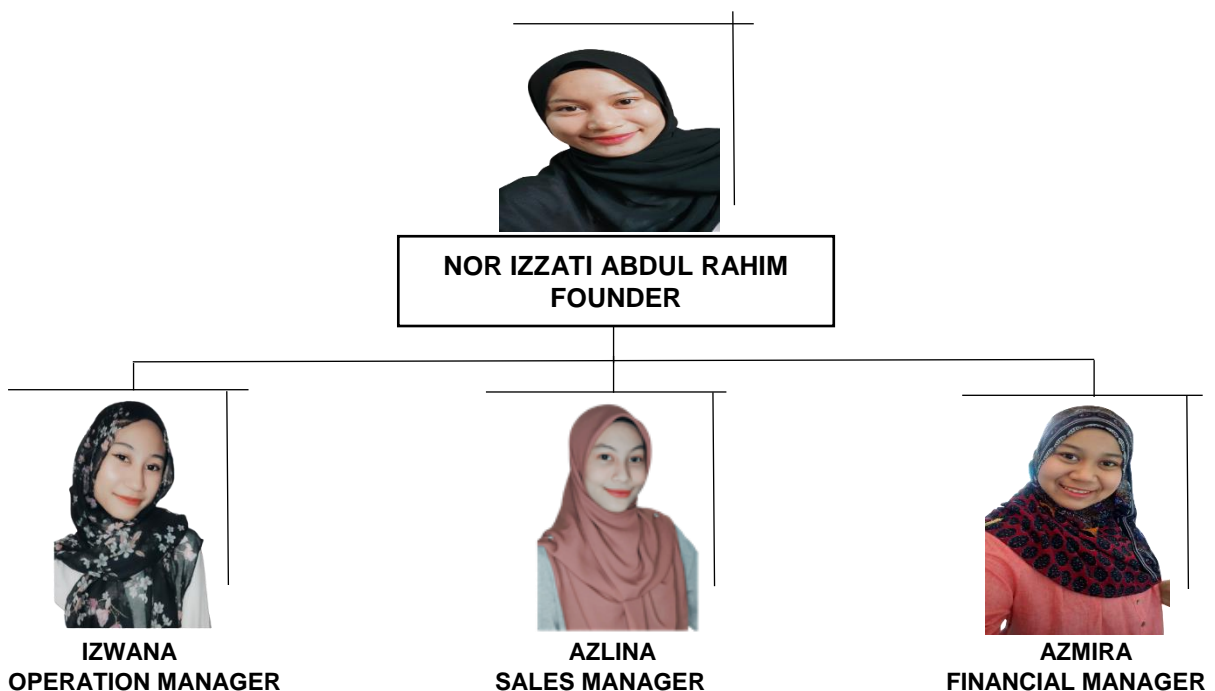 NOR IZZATI ABDUL RAHIM
FOUNDER
IZWANA
OPERATION MANAGER
AZLINA
SALES MANAGER
AZMIRA
FINANCIAL MANAGER